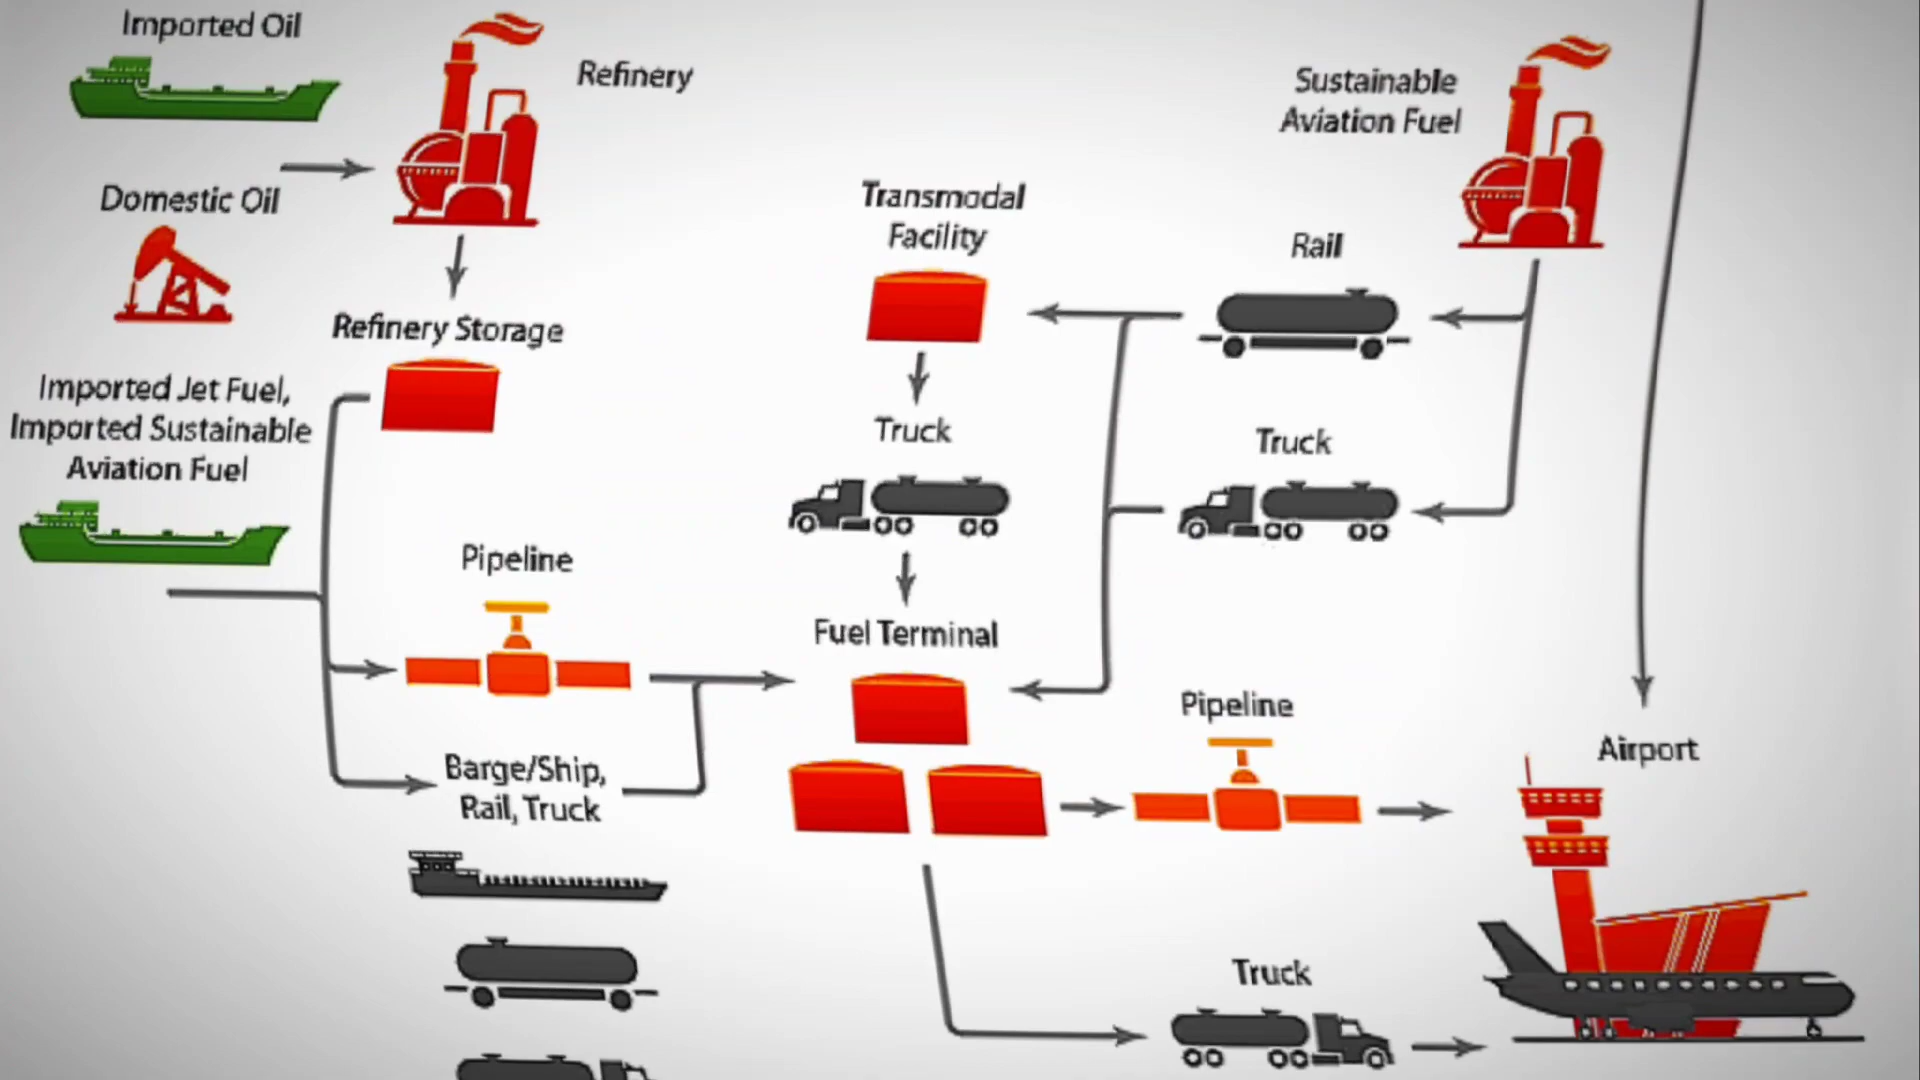 Imported Oil
Refinery
Sustainable
Aviation Fuel
Domestic Oil
Transmodal
Facility
Rail
Refinery Storage
Imported Jet Fuel,
Imported Sustainable
Aviation Fuel
Truck
Truck
Pipeline
Fuel Terminal
Pipeline
Airport
Barge/Ship,
Rail, Truck
Truck